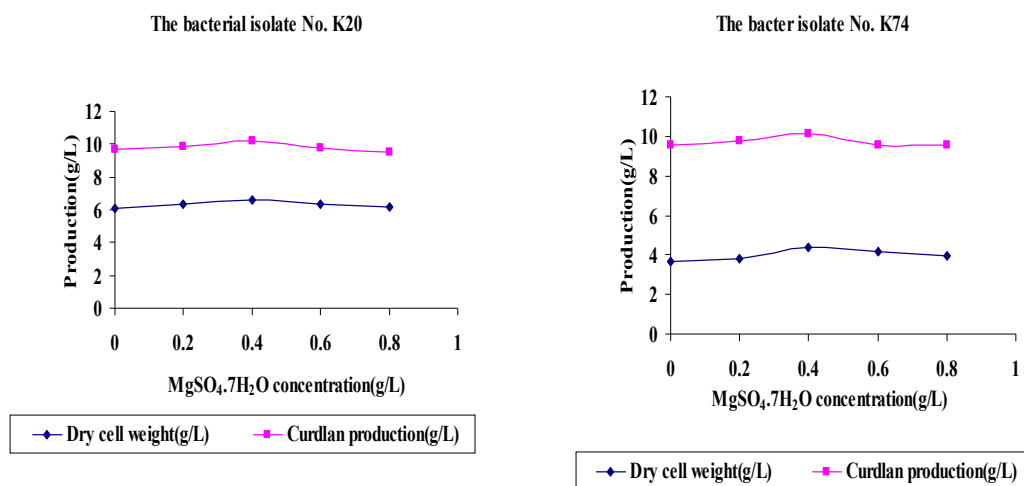 The bacterial isolate No. K20
12
10
8
6
4
2
0
Production(g/L)
0 0.2 0.4 0.6 0.8 1
MgSO₄.7H₂O concentration(g/L)
Dry cell weight(g/L) Curdlan production(g/L)
The bacter isolate No. K74
12
10
8
6
4
2
0
Production(g/L)
0 0.2 0.4 0.6 0.8 1
MgSO₄.7H₂O concentration(g/L)
Dry cell weight(g/L) Curdlan production(g/L)